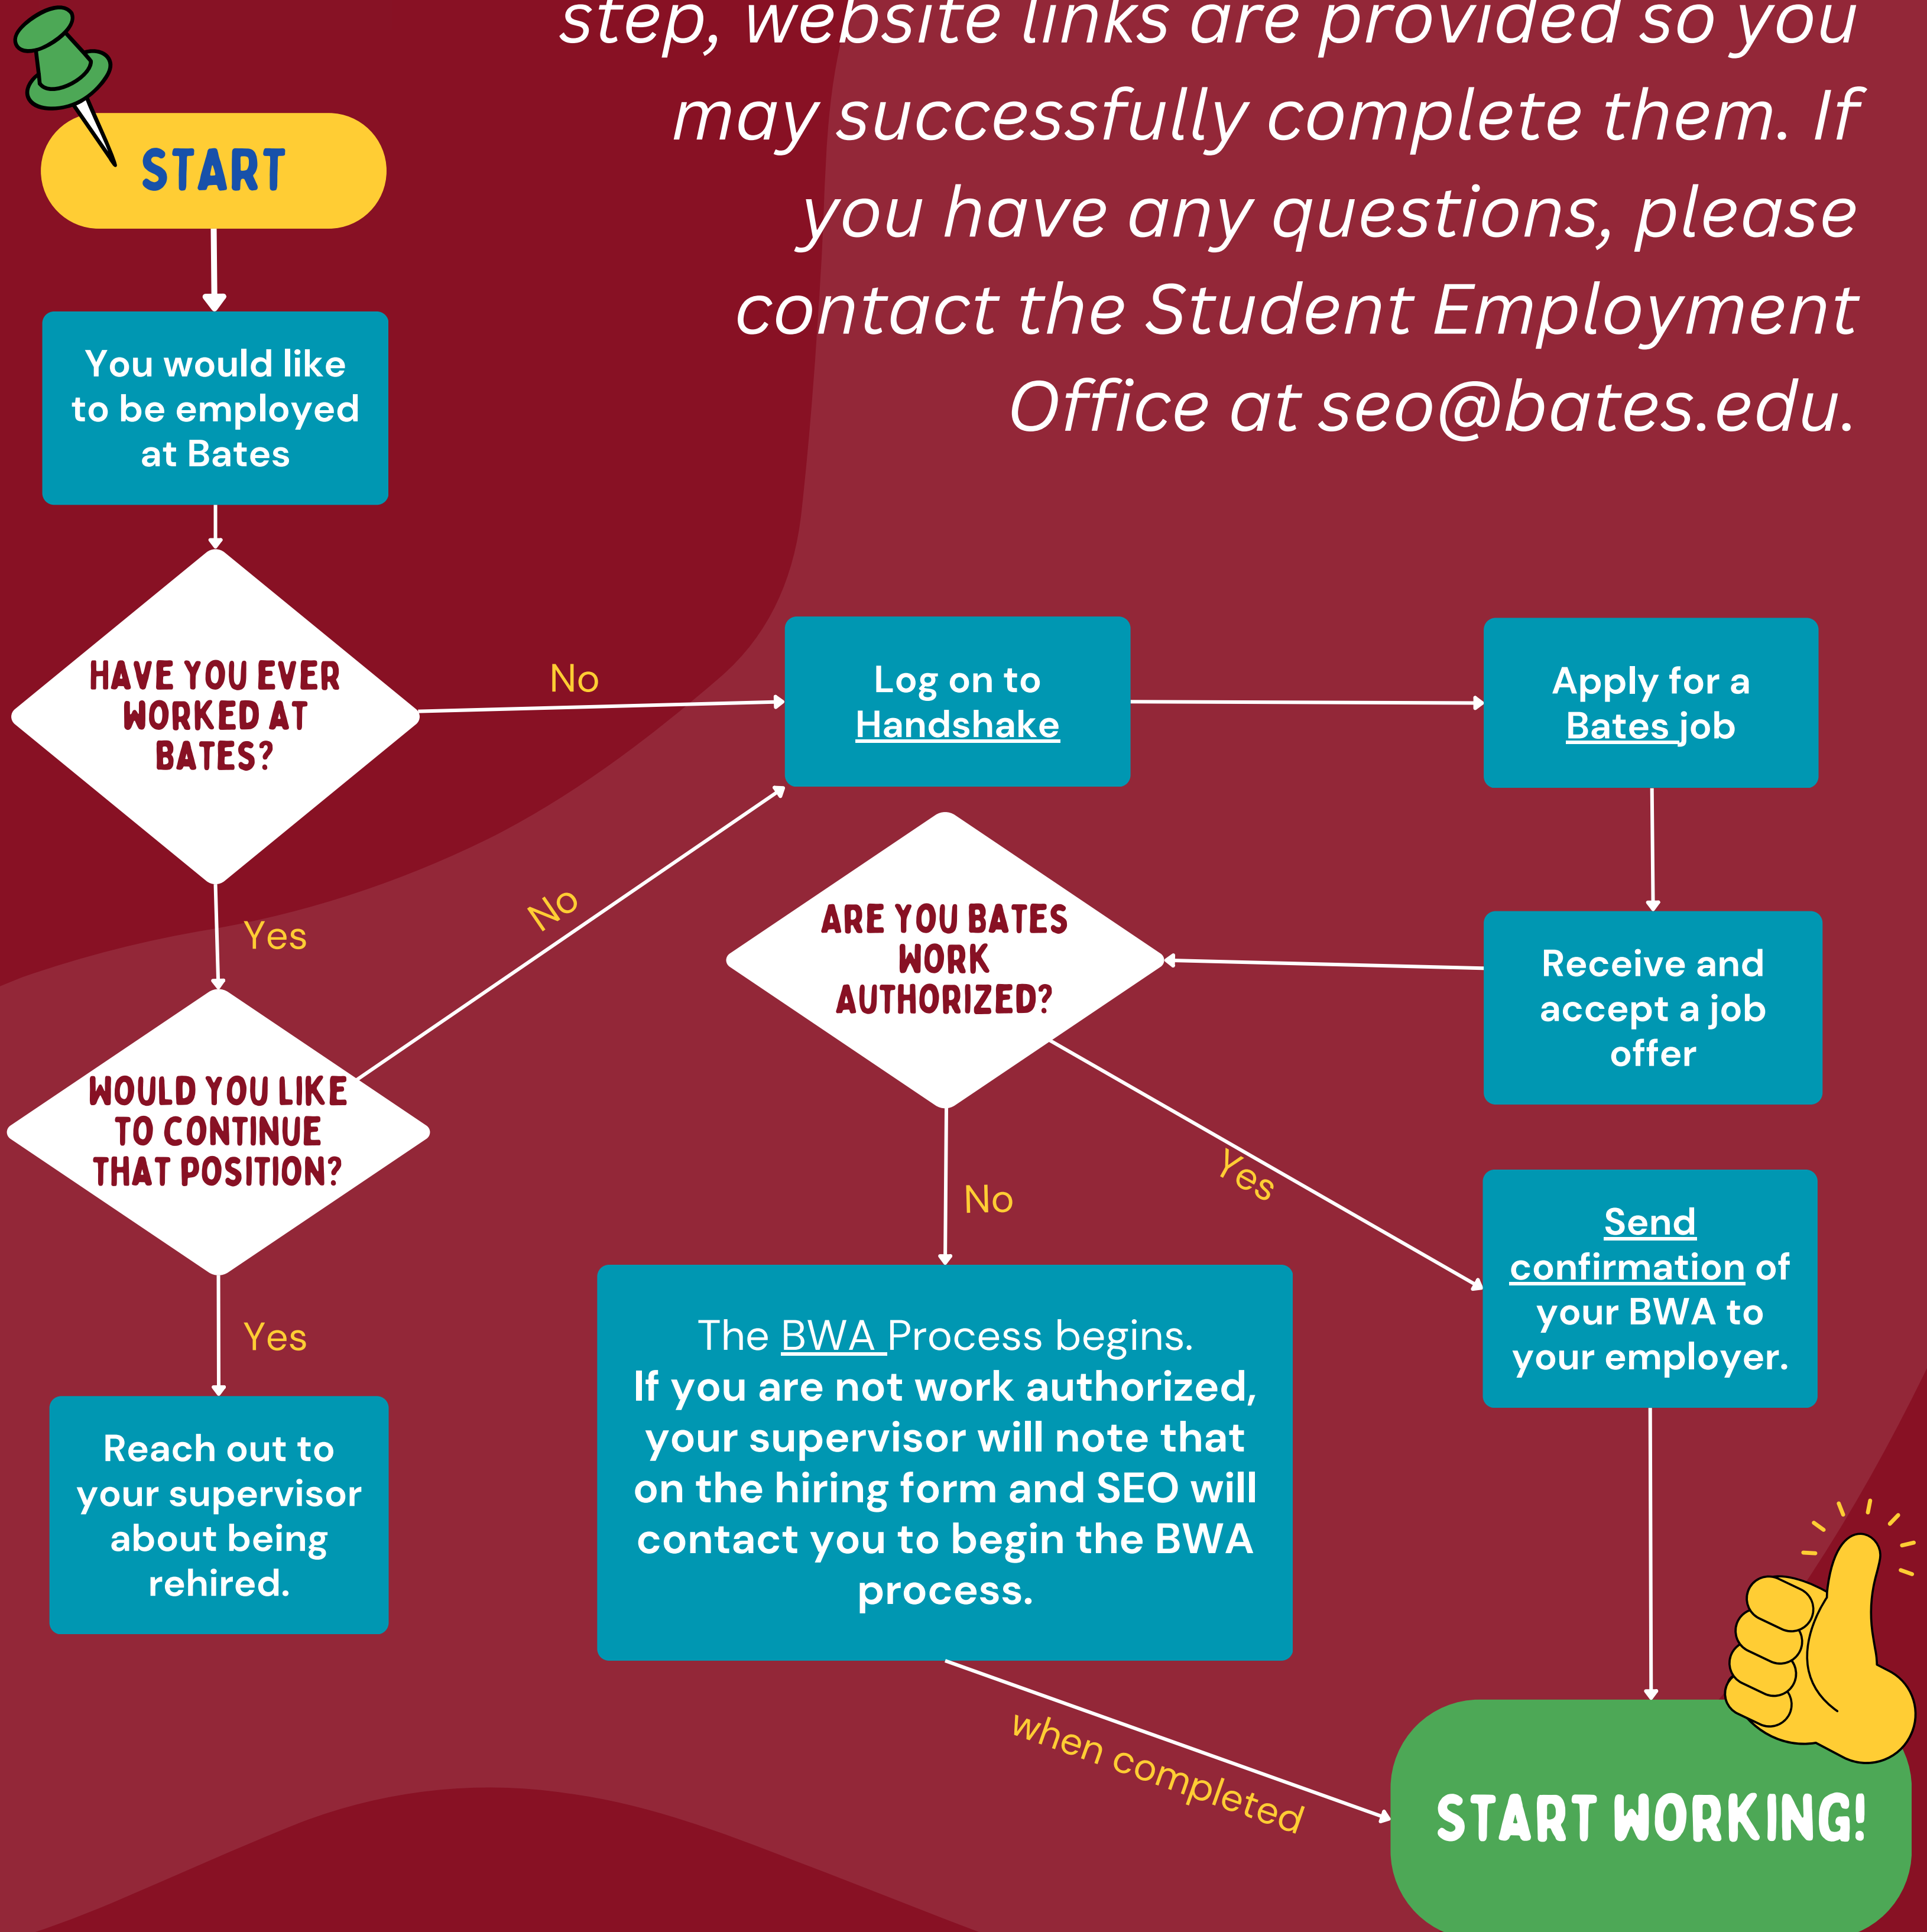 step, website links are provided so you
may successfully complete them. If
you have any questions, please
contact the Student Employment
Office at seo@bates.edu.
START
You would like
to be employed
at Bates
HAVE YOU EVER
WORKED AT
BATES?
No
Log on to
Handshake
Apply for a
Bates job
Yes
No
ARE YOU BATES
WORK
AUTHORIZED?
Receive and
accept a job
offer
WOULD YOU LIKE
TO CONTINUE
THAT POSITION?
No
Yes
Send
confirmation of
your BWA to
your employer.
Yes
The BWA Process begins.
If you are not work authorized,
your supervisor will note that
on the hiring form and SEO will
contact you to begin the BWA
process.
Reach out to
your supervisor
about being
rehired.
when completed
START WORKING!